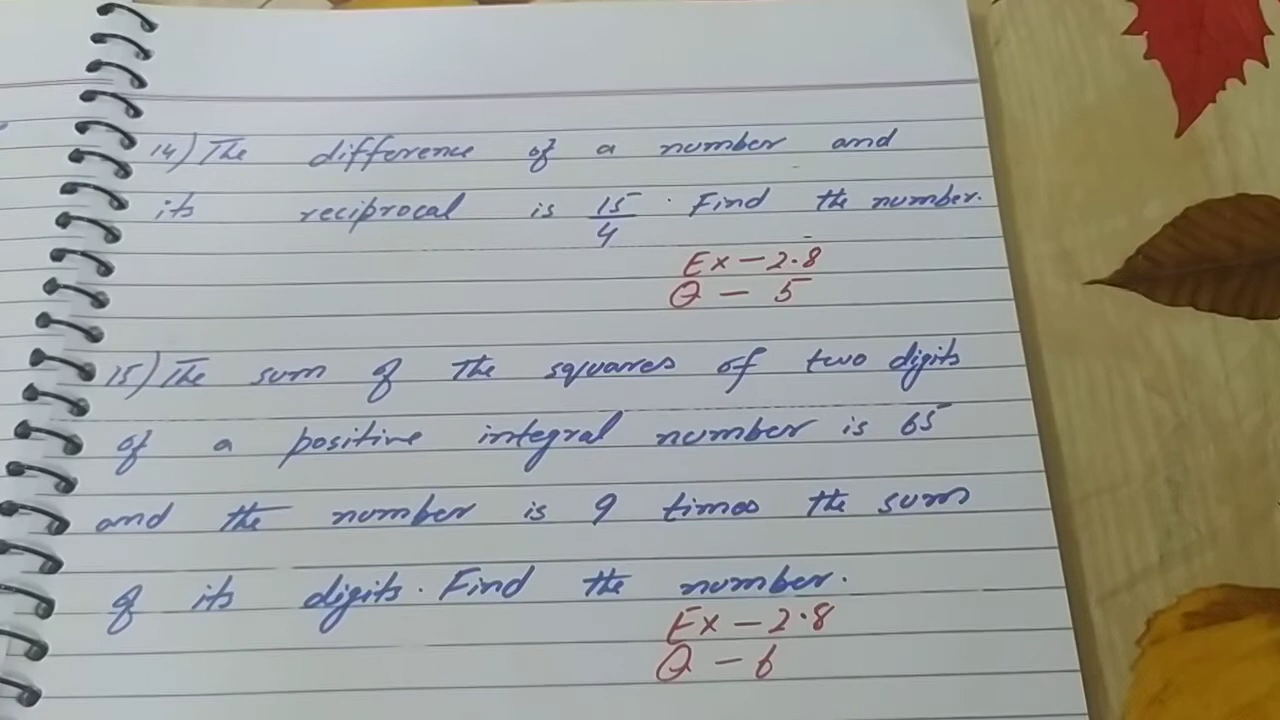 14) The difference of a number and
its reciprocal is 15/4 . Find the number.
Ex - 2.8
Q - 5
15) The sum of the squares of two digits
of a positive integral number is 65
and the number is 9 times the sum
of its digits. Find the number.
Ex - 2.8
Q - 6